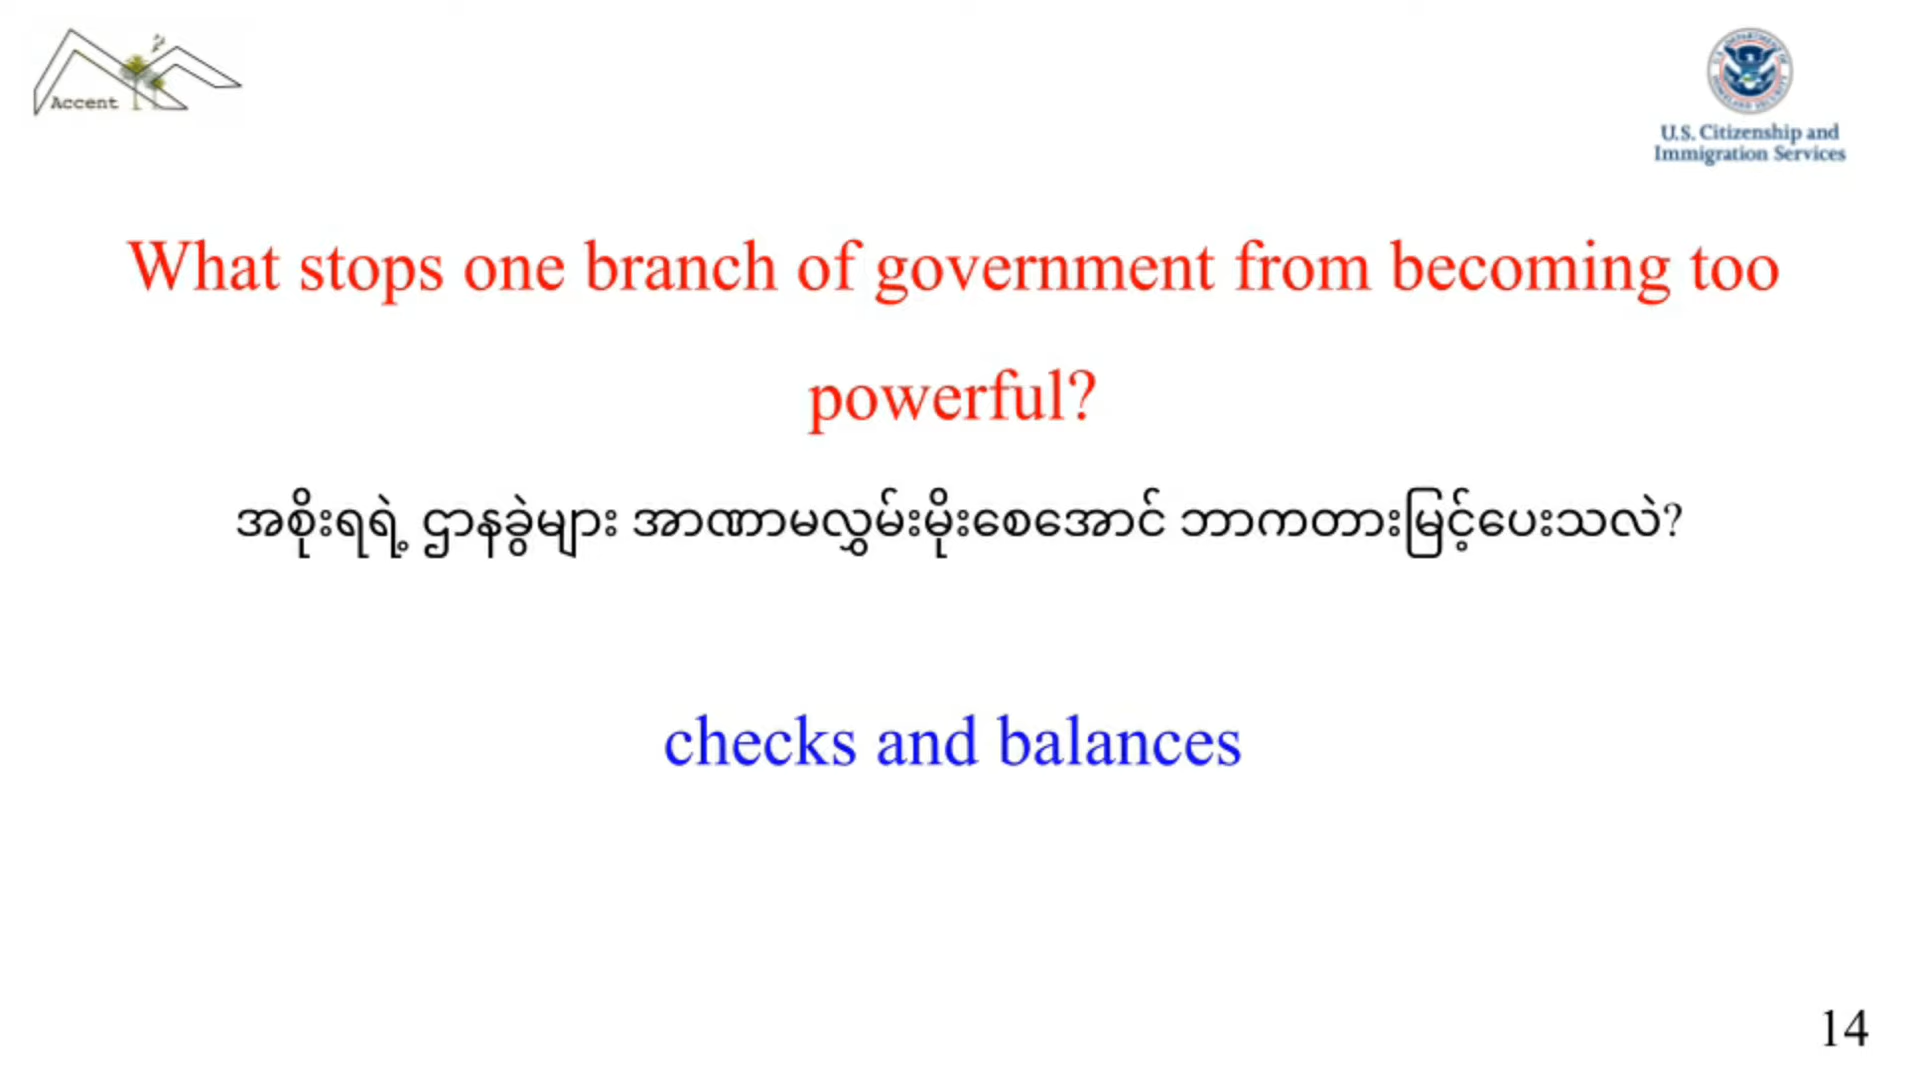 Accent
U.S. Citizenship and
Immigration Services
What stops one branch of government from becoming too
powerful?
အစိုးရရဲ့ ဌာနခွဲများ အာဏာမလွှမ်းမိုးစေအောင် ဘာကတားမြင့်ပေးသလဲ?
checks and balances
14